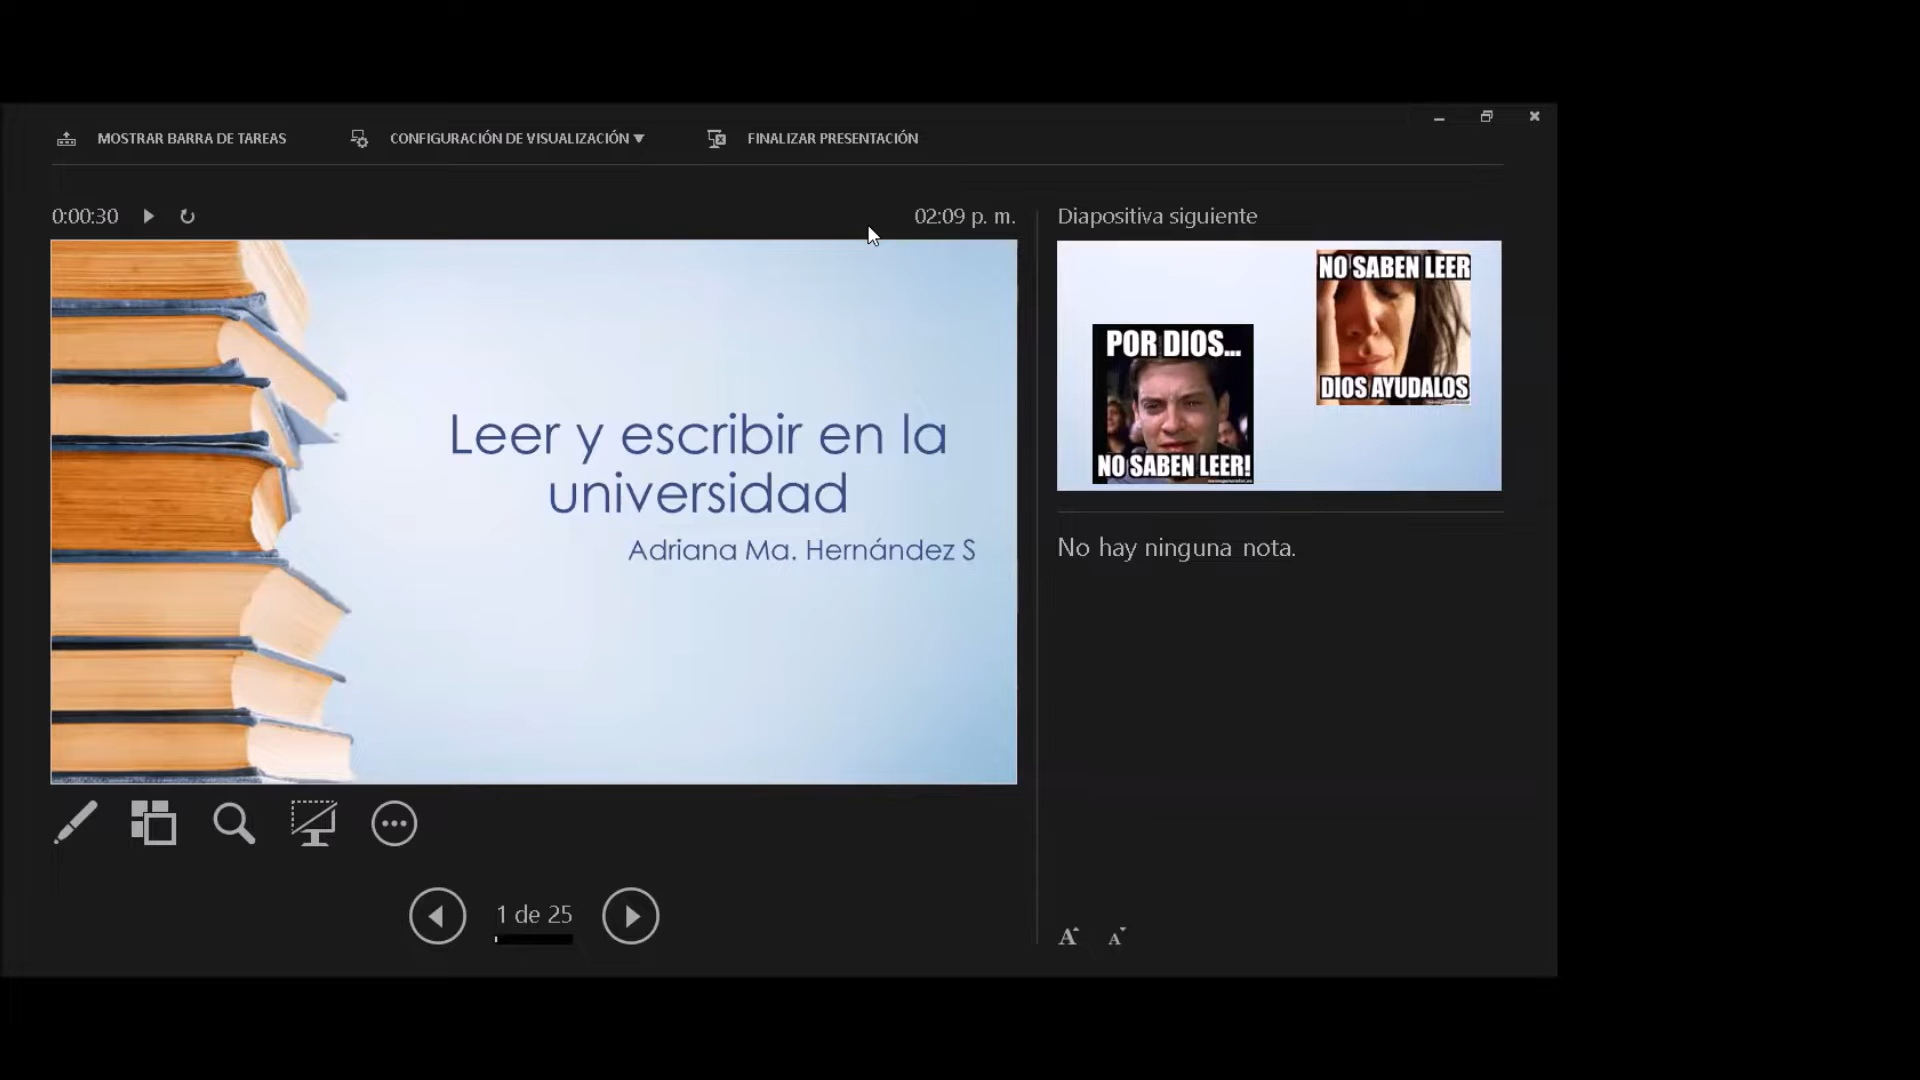 MOSTRAR BARRA DE TAREAS
CONFIGURACIÓN DE VISUALIZACIÓN
FINALIZAR PRESENTACIÓN
0:00:30
02:09 p. m.
Leer y escribir en la
universidad
Adriana Ma. Hernández S
Diapositiva siguiente
NO SABEN LEER
DIOS AYUDALOS
POR DIOS...
NO SABEN LEER!
No hay ninguna nota.
1 de 25
A A